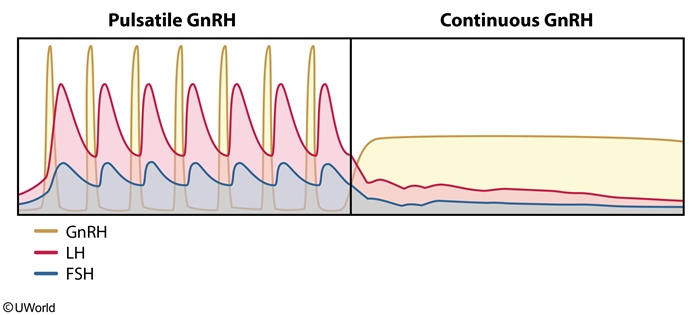 Pulsatile GnRH
Continuous GnRH
GnRH
LH
FSH
©UWorld